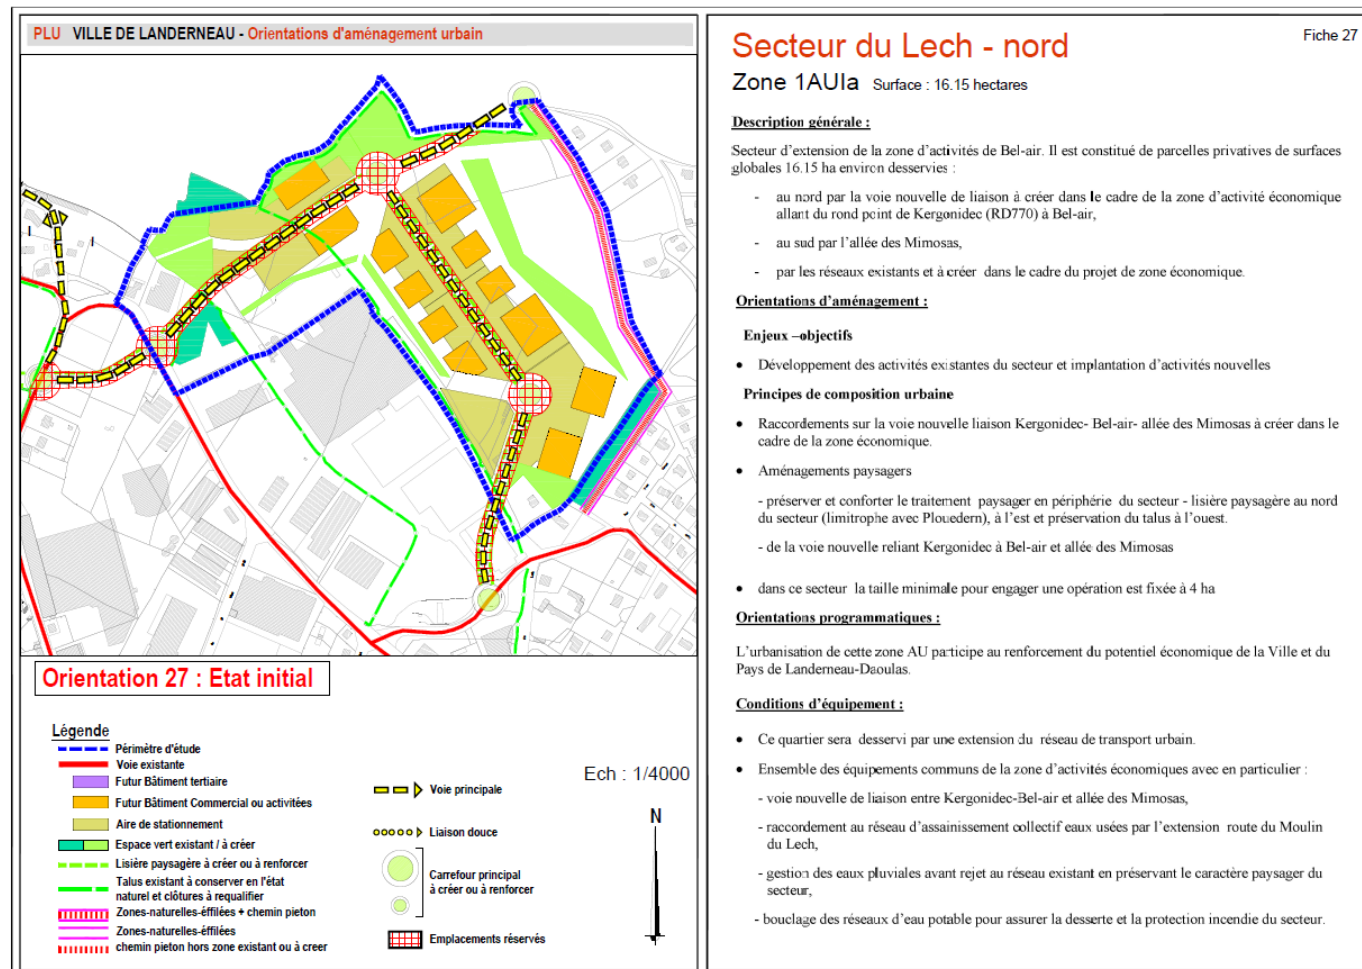 PLU VILLE DE LANDERNEAU - Orientations d'aménagement urbain
Orientation 27 : Etat initial
Légende
Périmètre d'étude
Voie existante
Futur Bâtiment tertiaire
Futur Bâtiment Commercial ou activitées
Aire de stationnement
Espace vert existant / à créer
Lisière paysagère à créer ou à renforcer
Talus existant à conserver en l'état
naturel et clôtures à requalifier
Zones-naturelles-éffilées + chemin pieton
Zones-naturelles-éffilées
chemin pieton hors zone existant ou à creer
Voie principale
Liaison douce
Carrefour principal
à créer ou à renforcer
Emplacements réservés
Ech : 1/4000
N
Secteur du Lech - nord
Fiche 27
Zone 1AUIa Surface : 16.15 hectares
Description générale :
Secteur d'extension de la zone d'activités de Bel-air. Il est constitué de parcelles privatives de surfaces
globales 16.15 ha environ desservies :
- au nord par la voie nouvelle de liaison à créer dans le cadre de la zone d'activité économique
allant du rond point de Kergonidec (RD770) à Bel-air,
- au sud par l'allée des Mimosas,
- par les réseaux existants et à créer dans le cadre du projet de zone économique.
Orientations d'aménagement :
Enjeux –objectifs
• Développement des activités existantes du secteur et implantation d'activités nouvelles
Principes de composition urbaine
• Raccordements sur la voie nouvelle liaison Kergonidec- Bel-air- allée des Mimosas à créer dans le
cadre de la zone économique.
• Aménagements paysagers
- préserver et conforter le traitement paysager en périphérie du secteur - lisière paysagère au nord
du secteur (limitrophe avec Plouedern), à l'est et préservation du talus à l'ouest.
- de la voie nouvelle reliant Kergonidec à Bel-air et allée des Mimosas
• dans ce secteur la taille minimale pour engager une opération est fixée à 4 ha
Orientations programmatiques :
L'urbanisation de cette zone AU participe au renforcement du potentiel économique de la Ville et du
Pays de Landerneau-Daoulas.
Conditions d'équipement :
• Ce quartier sera desservi par une extension du réseau de transport urbain.
• Ensemble des équipements communs de la zone d'activités économiques avec en particulier :
- voie nouvelle de liaison entre Kergonidec-Bel-air et allée des Mimosas,
- raccordement au réseau d'assainissement collectif eaux usées par l'extension route du Moulin
du Lech,
- gestion des eaux pluviales avant rejet au réseau existant en préservant le caractère paysager du
secteur,
- bouclage des réseaux d'eau potable pour assurer la desserte et la protection incendie du secteur.